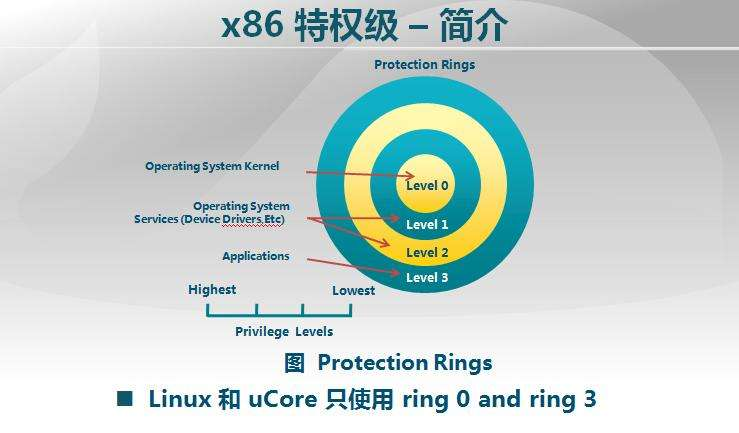 x86 特权级 – 简介
Protection Rings
Operating System Kernel
Level 0
Operating System
Services (Device Drivers,Etc)
Level 1
Level 2
Applications
Level 3
Highest
Lowest
Privilege Levels
图 Protection Rings
■ Linux 和 uCore 只使用 ring 0 and ring 3